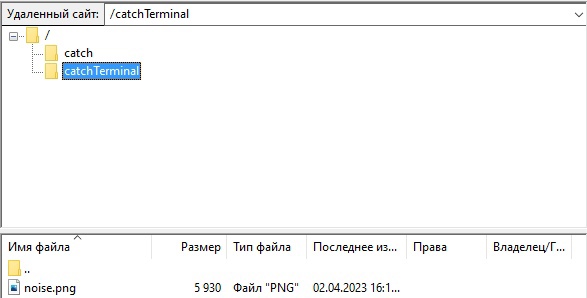 Удаленный сайт: /catchTerminal
/
catch
catchTerminal
Имя файла Размер Тип файла Последнее из... Права Владелец/Г...
..
noise.png 5 930 Файл "PNG" 02.04.2023 16:1...